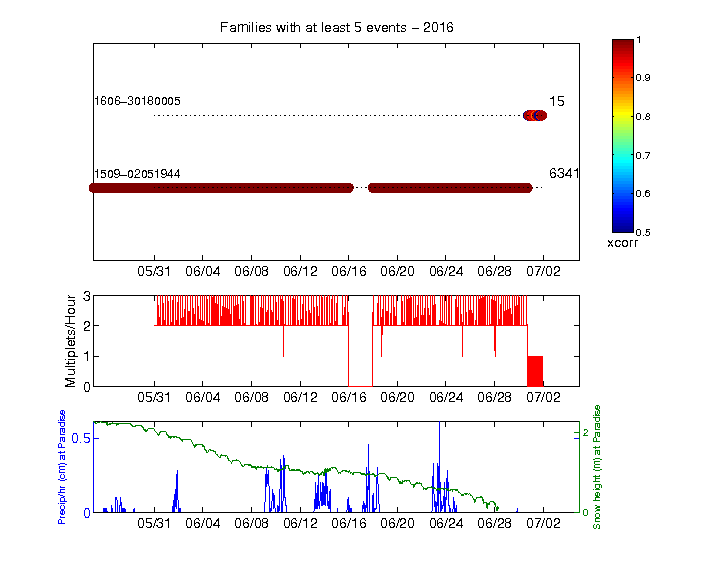 Families with at least 5 events − 2016
1606−30180005
15
1509−02051944
6341
05/31 06/04 06/08 06/12 06/16 06/20 06/24 06/28 07/02
1
0.9
0.8
0.7
0.6
0.5
xcorr
Multiplets/Hour
3
2
1
0
05/31 06/04 06/08 06/12 06/16 06/20 06/24 06/28 07/02
Precip/hr (cm) at Paradise
0.5
0
2
0
Snow height (m) at Paradise
05/31 06/04 06/08 06/12 06/16 06/20 06/24 06/28 07/02